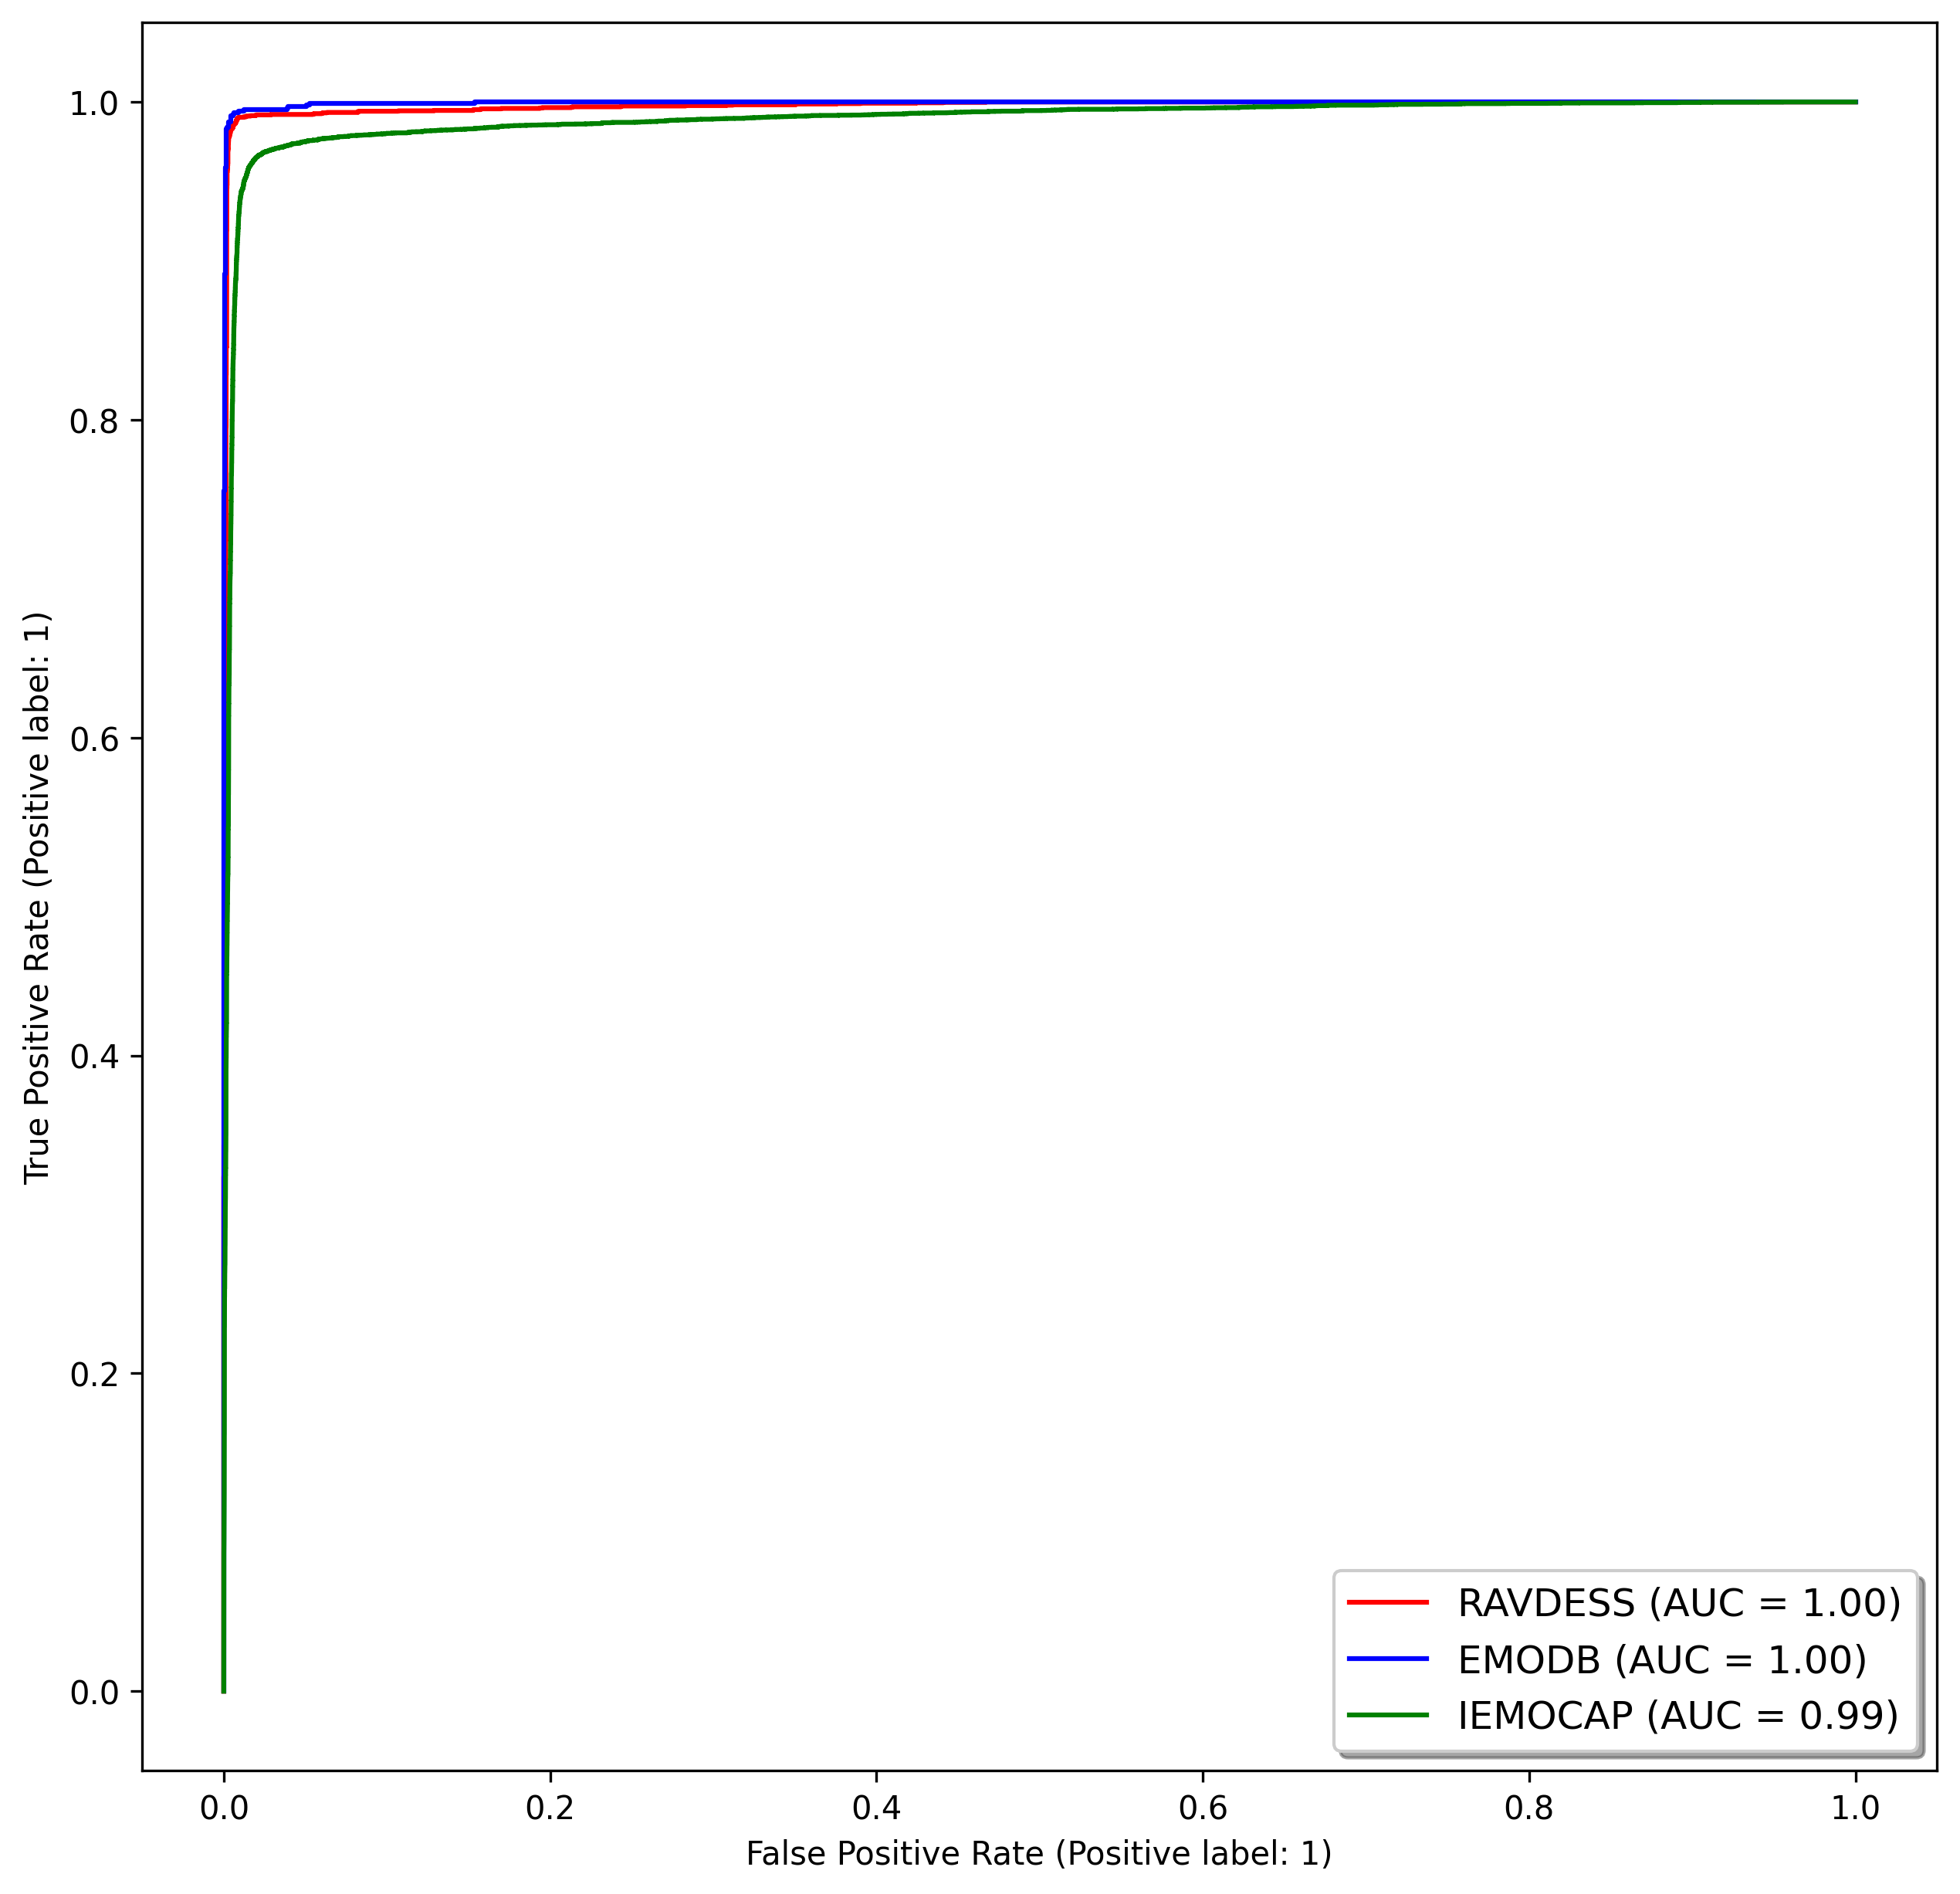 1.0
0.8
0.6
0.4
0.2
0.0
True Positive Rate (Positive label: 1)
RAVDESS (AUC = 1.00)
EMODB (AUC = 1.00)
IEMOCAP (AUC = 0.99)
0.0 0.2 0.4 0.6 0.8 1.0
False Positive Rate (Positive label: 1)